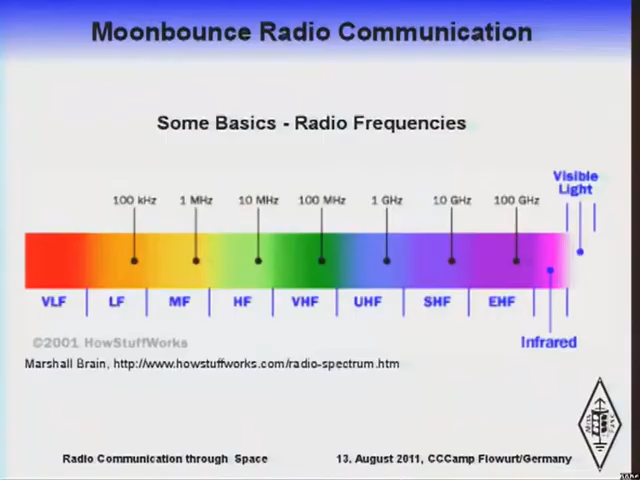 Moonbounce Radio Communication
Some Basics - Radio Frequencies
Visible
Light
100 kHz 1 MHz 10 MHz 100 MHz 1 GHz 10 GHz 100 GHz
VLF LF MF HF VHF UHF SHF EHF
Infrared
©2001 HowStuffWorks
Marshall Brain, http://www.howstuffworks.com/radio-spectrum.htm
Radio Communication through Space 13. August 2011, CCCamp Flowurt/Germany